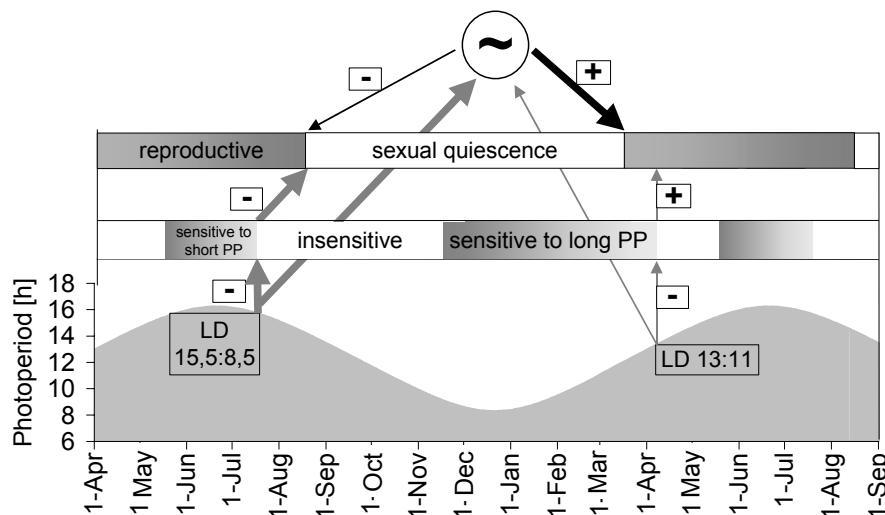 ~
-
+
reproductive
sexual quiescence
-
+
sensitive to
short PP
insensitive
sensitive to long PP
-
-
LD
15,5:8,5
LD 13:11
Photoperiod [h]
18
16
14
12
10
8
6
1-Apr
1 May
1-Jun
1-Jul
1-Aug
1-Sep
1-Oct
1-Nov
1-Dec
1-Jan
1-Feb
1-Mar
1-Apr
1 May
1-Jun
1-Jul
1-Aug
1-Sep